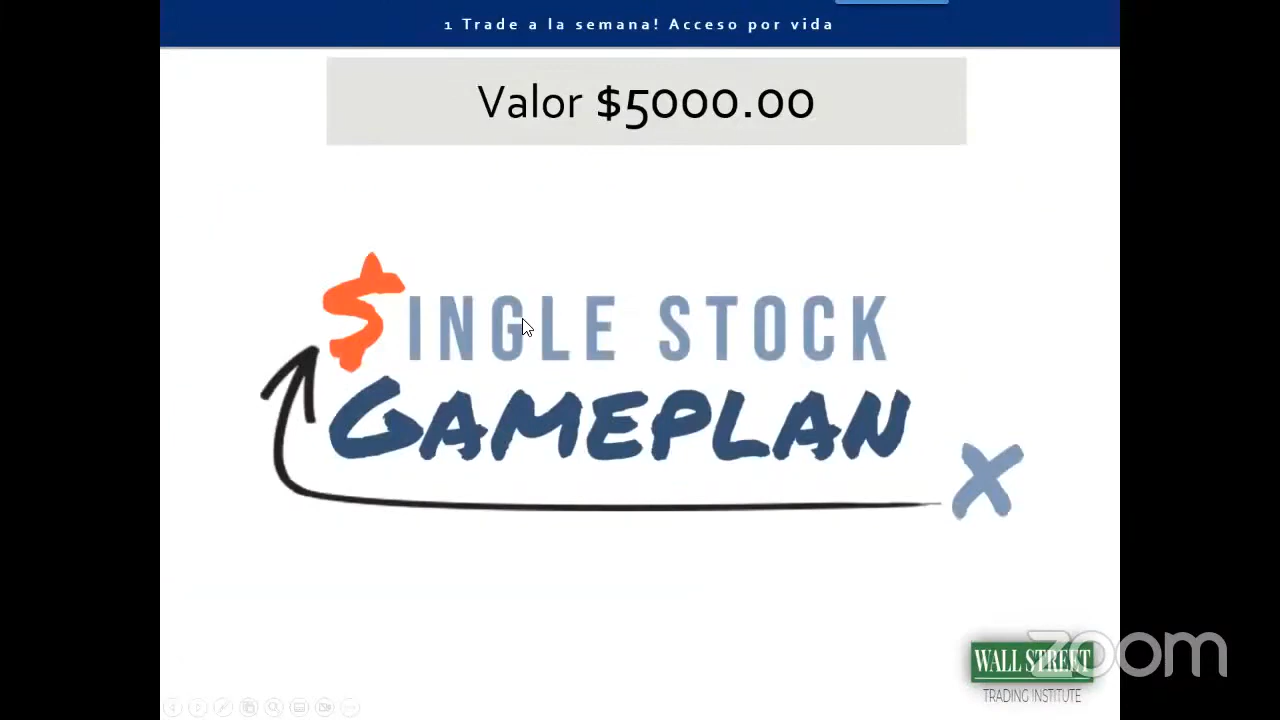 1 Trade a la semana! Acceso por vida
Valor $5000.00
$INGLE STOCK
GAMEPLAN
X
WALL STREET
TRADING INSTITUTE
zoom